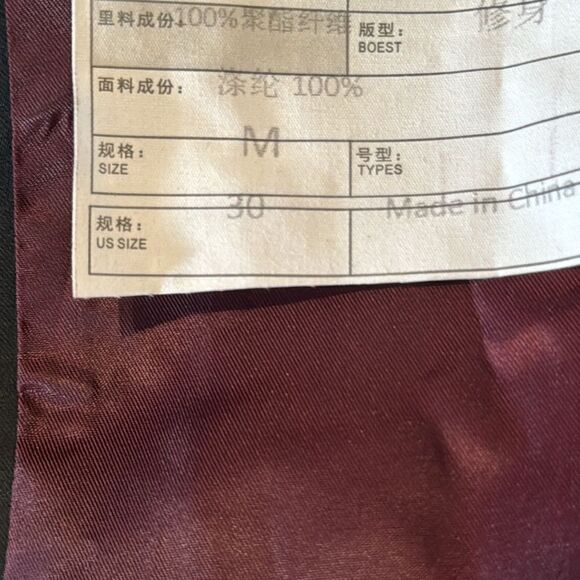 里料成份: 100%聚酯纤维 版型: 修身
BOEST
面料成份: 涤纶 100%
规格: M 号型:
SIZE TYPES
规格: 30 Made in China
US SIZE